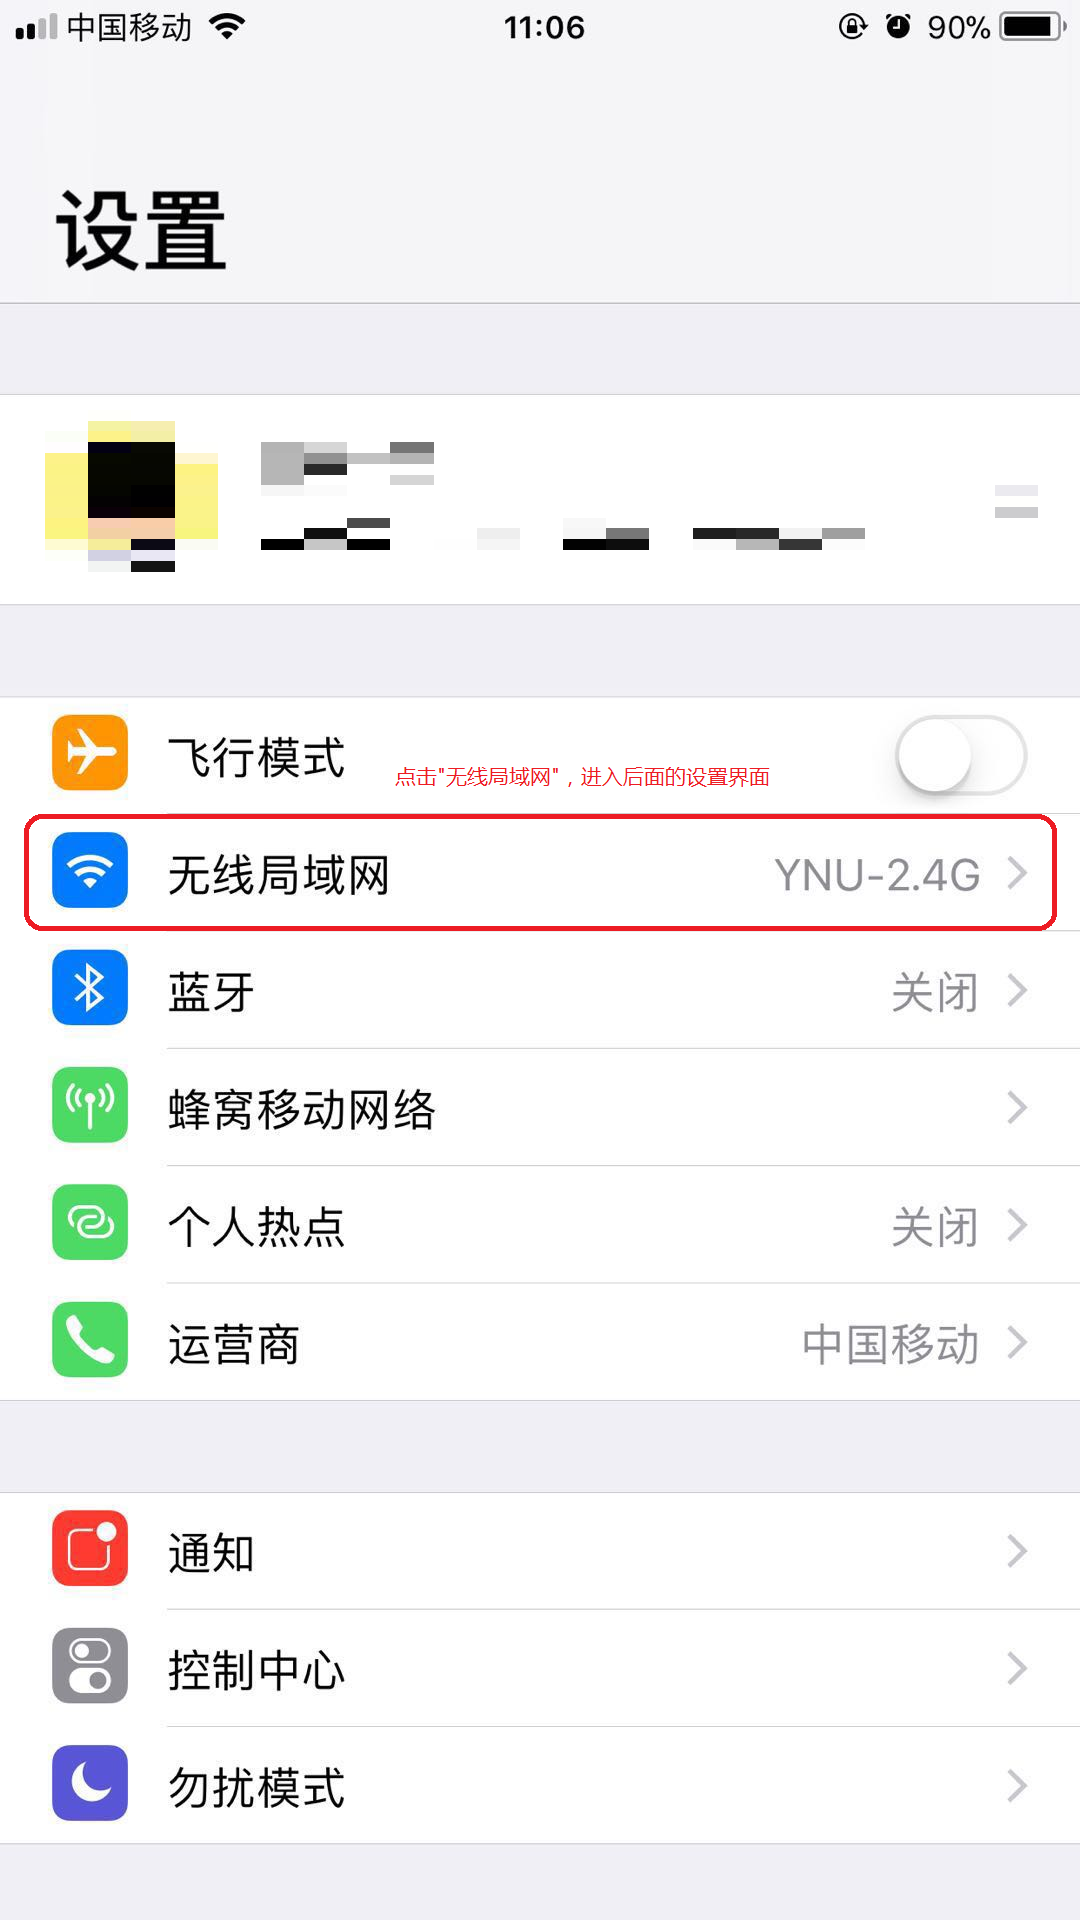 中国移动 11:06 90%
设置
飞行模式
点击"无线局域网"，进入后面的设置界面
无线局域网 YNU-2.4G
蓝牙 关闭
蜂窝移动网络
个人热点 关闭
运营商 中国移动
通知
控制中心
勿扰模式